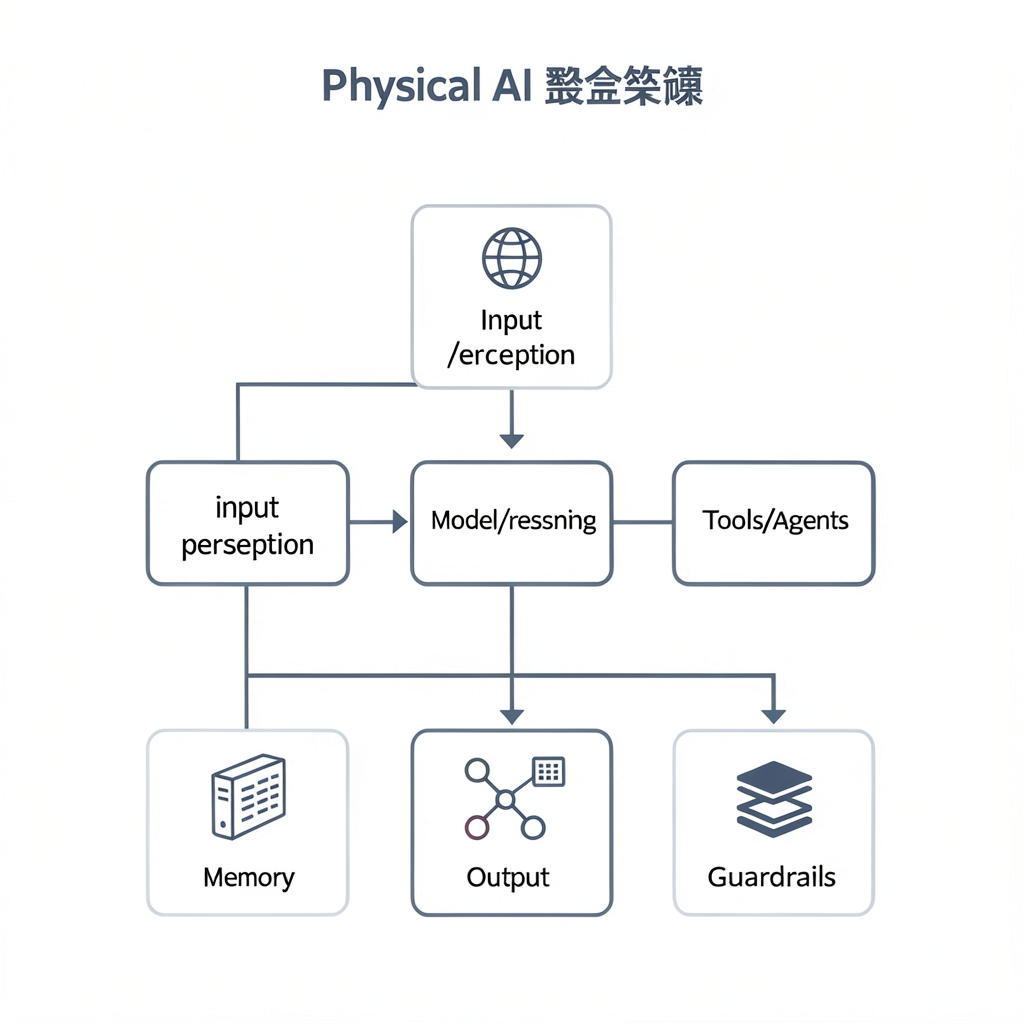 Physical AI
Input
/erception
input
perseption
Model/ressning
Tools/Agents
Memory
Output
Guardrails